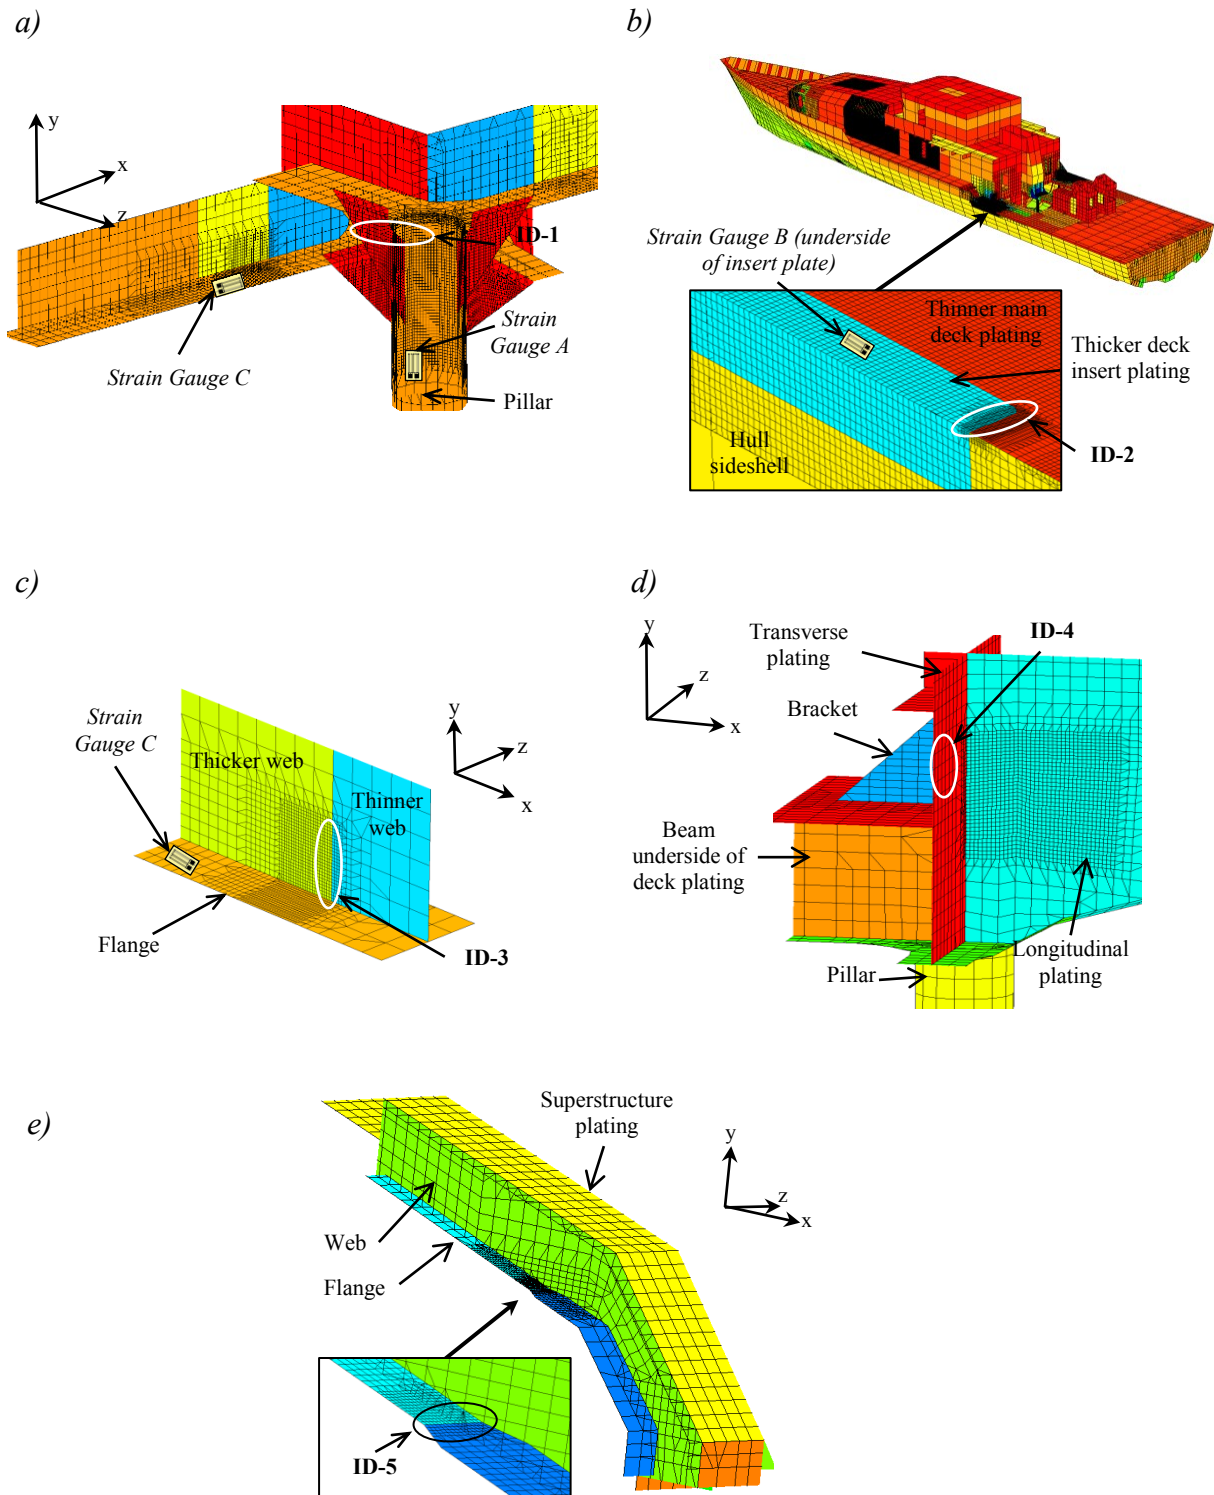 a)
y
x
z
ID-1
Strain
Gauge A
Strain Gauge C
Pillar
b)
Strain Gauge B (underside
of insert plate)
Thinner main
deck plating
Thicker deck
insert plating
Hull
sideshell
ID-2
c)
Strain
Gauge C
Thicker web
Thinner
web
y
z
x
Flange
ID-3
d)
y
z
x
Transverse
plating
ID-4
Bracket
Beam
underside of
deck plating
Longitudinal
plating
Pillar
e)
Superstructure
plating
y
z
x
Web
Flange
ID-5